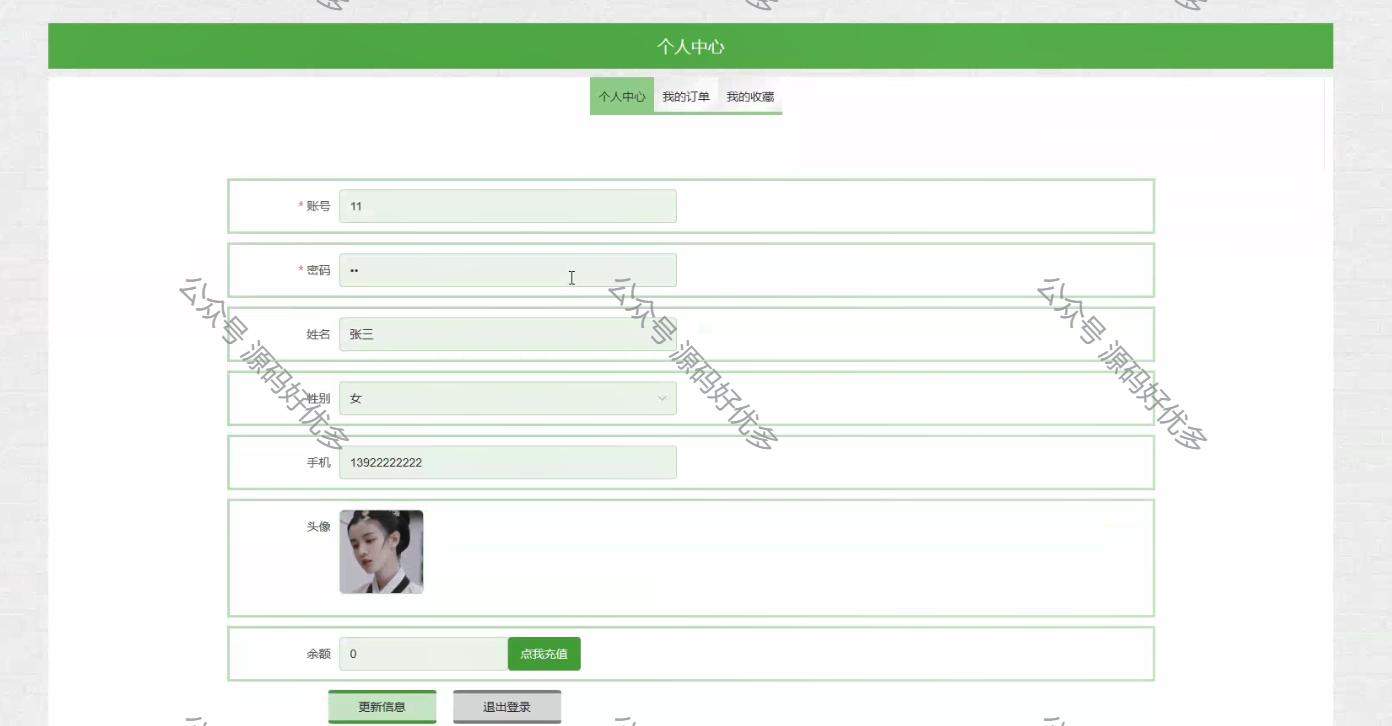 个人中心
个人中心 我的订单 我的收藏
* 账号 11
* 密码 ••
姓名 张三
性别 女
手机 13922222222
头像
余额 0 点我充值
更新信息 退出登录
公众号 源码好优多
公众号 源码好优多
公众号 源码好优多